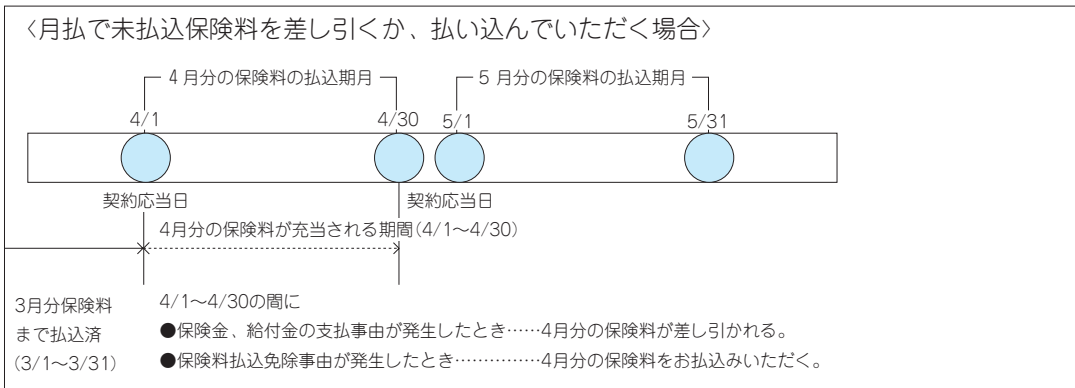 〈月払で未払込保険料を差し引くか、払い込んでいただく場合〉
4月分の保険料の払込期月 5月分の保険料の払込期月
4/1 4/30 5/1 5/31
契約応当日 契約応当日
4月分の保険料が充当される期間(4/1〜4/30)
3月分保険料
まで払込済
(3/1〜3/31)
4/1〜4/30の間に
●保険金、給付金の支払事由が発生したとき……4月分の保険料が差し引かれる。
●保険料払込免除事由が発生したとき……………4月分の保険料をお払込みいただく。